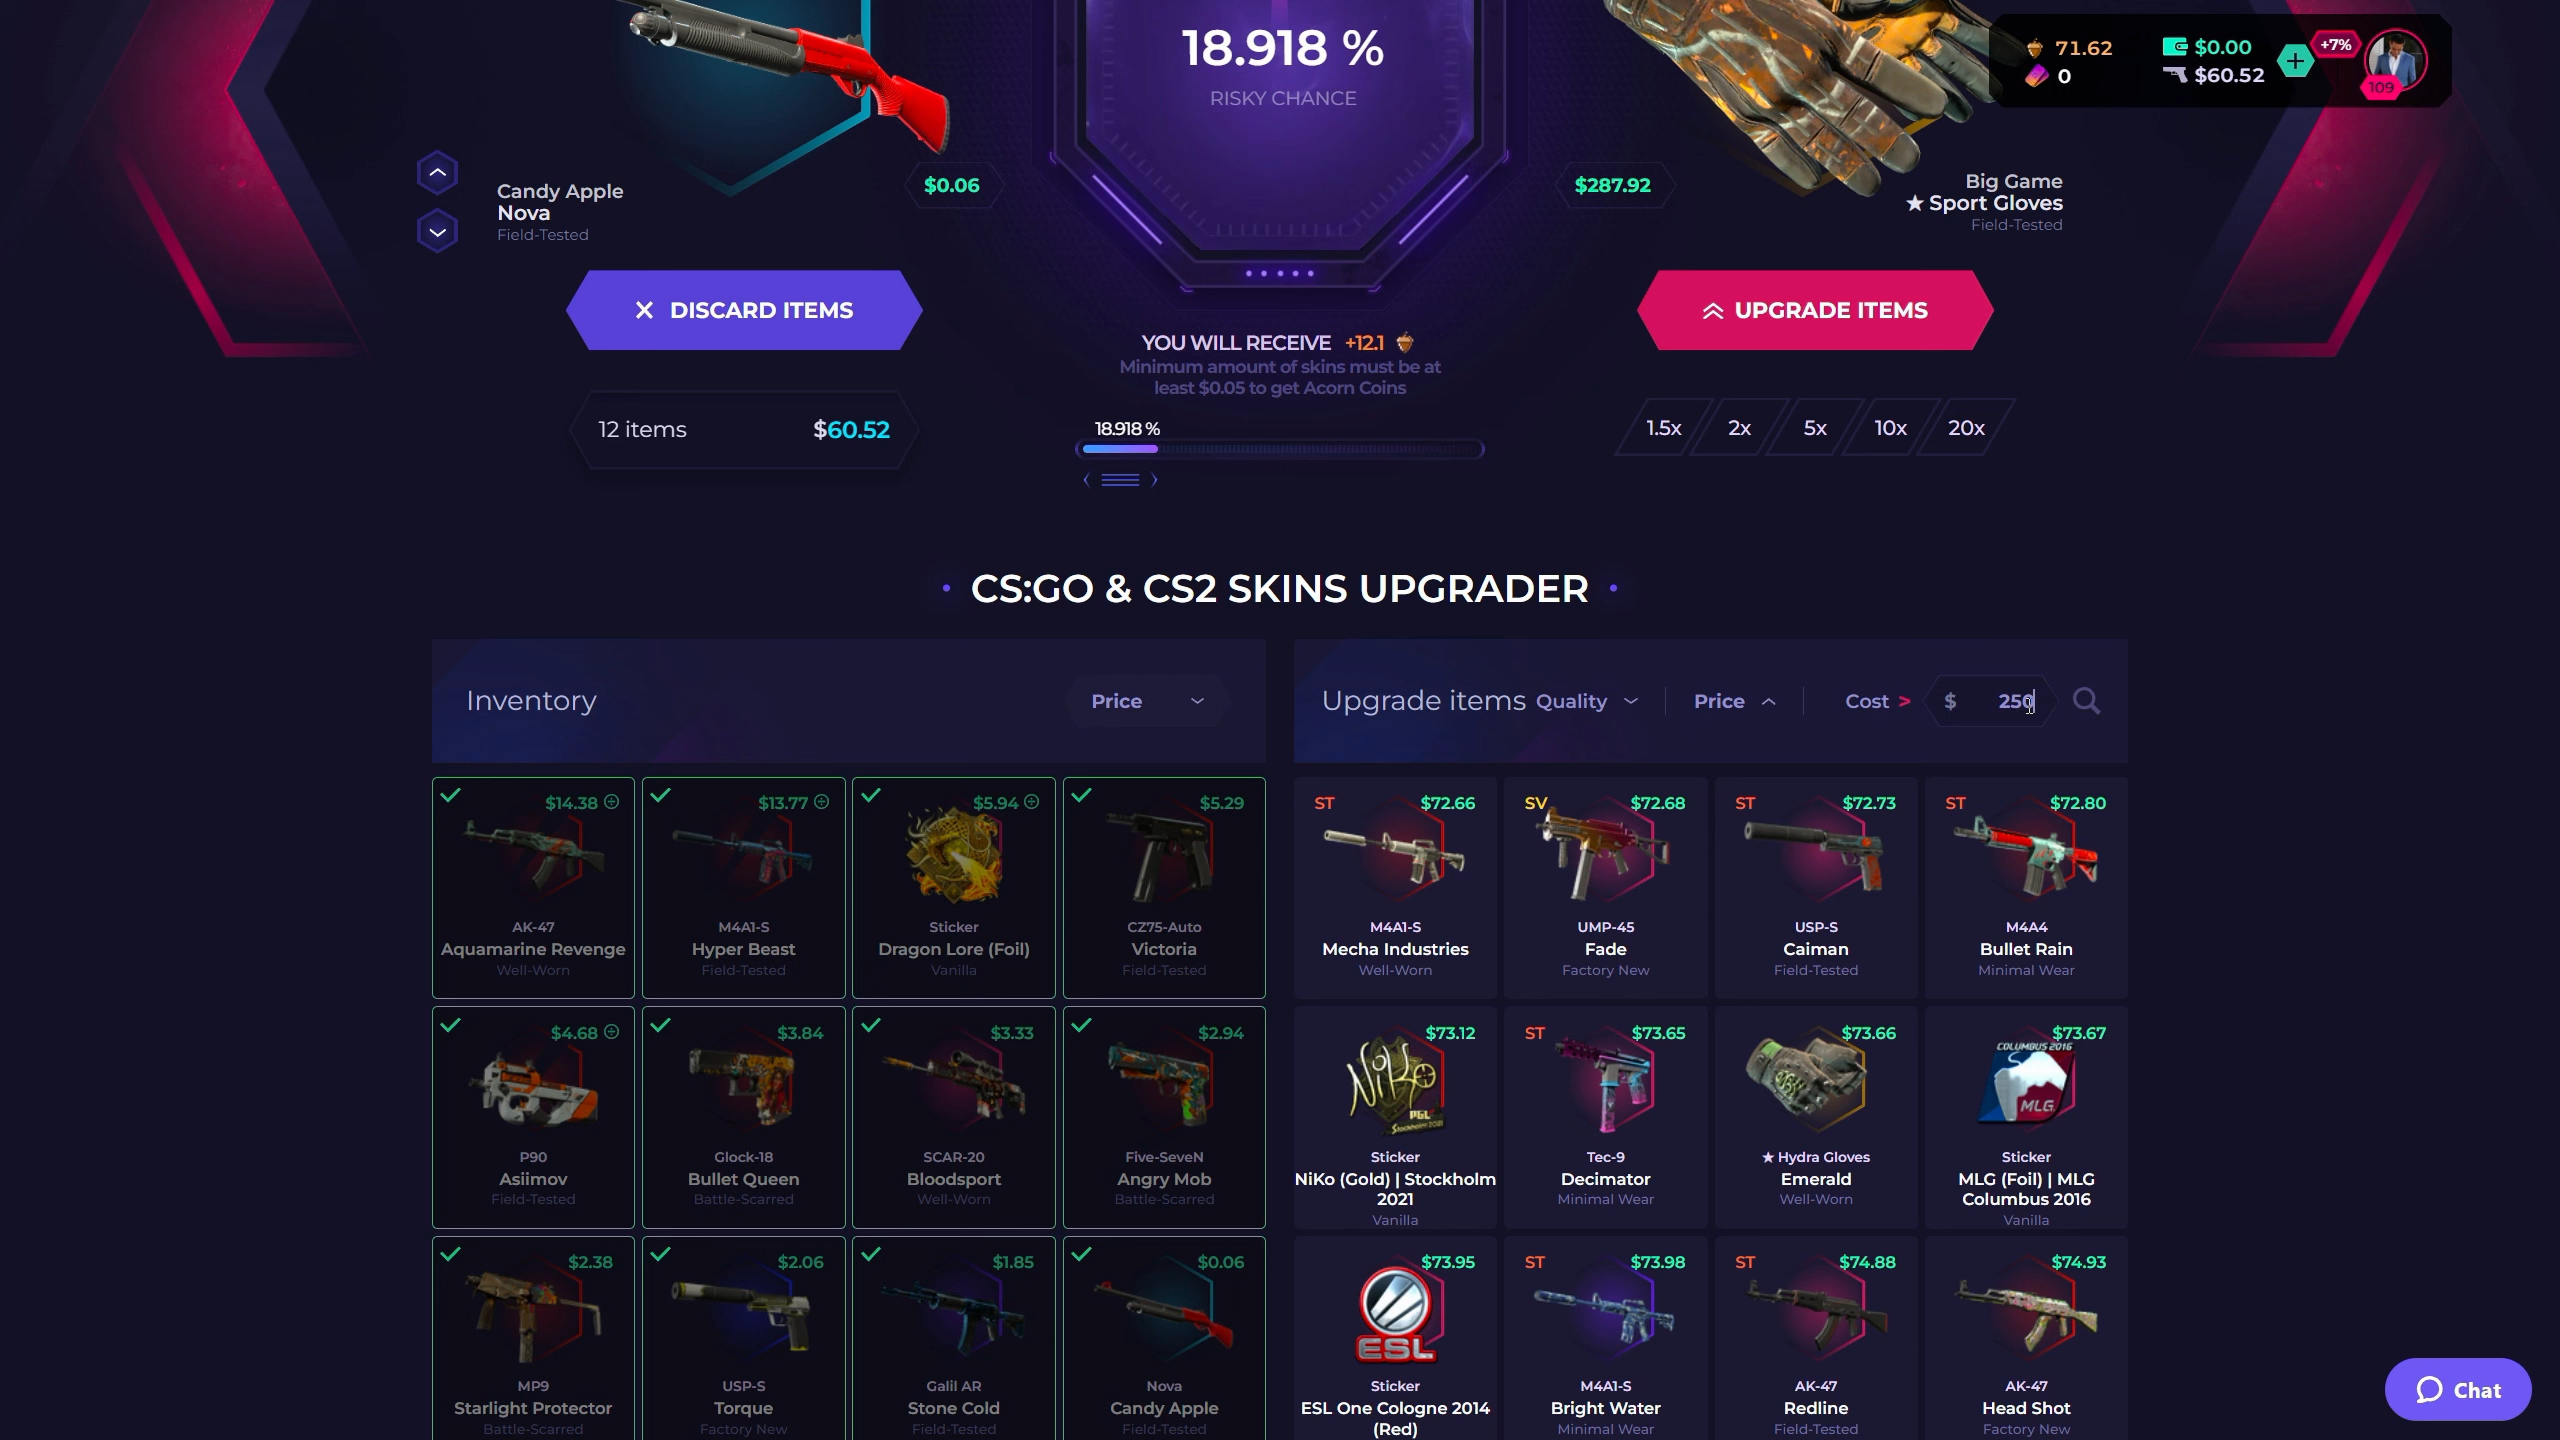 18.918 %
RISKY CHANCE
71.62
$0.00
0
$60.52
+7%
109
Candy Apple
Nova
Field-Tested
$0.06
$287.92
Big Game
★ Sport Gloves
Field-Tested
DISCARD ITEMS
UPGRADE ITEMS
YOU WILL RECEIVE +12.1
Minimum amount of skins must be at
least $0.05 to get Acorn Coins
12 items $60.52
18.918 %
1.5x 2x 5x 10x 20x
• CS:GO & CS2 SKINS UPGRADER •
Inventory
Price
Upgrade items
Quality
Price
Cost >
$ 250
$14.38
AK-47
Aquamarine Revenge
Well-Worn
$13.77
M4A1-S
Hyper Beast
Field-Tested
$5.94
Sticker
Dragon Lore (Foil)
Vanilla
$5.29
CZ75-Auto
Victoria
Field-Tested
$4.68
P90
Asiimov
Field-Tested
$3.84
Glock-18
Bullet Queen
Battle-Scarred
$3.33
SCAR-20
Bloodsport
Well-Worn
$2.94
Five-SeveN
Angry Mob
Battle-Scarred
$2.38
MP9
Starlight Protector
Battle-Scarred
$2.06
USP-S
Torque
Factory New
$1.85
Galil AR
Stone Cold
Field-Tested
$0.06
Nova
Candy Apple
Field-Tested
ST $72.66
M4A1-S
Mecha Industries
Well-Worn
SV $72.68
UMP-45
Fade
Factory New
ST $72.73
USP-S
Caiman
Field-Tested
ST $72.80
M4A4
Bullet Rain
Minimal Wear
$73.12
NiKo
PGL
Stockholm 2021
Sticker
NiKo (Gold) | Stockholm
2021
Vanilla
ST $73.65
Tec-9
Decimator
Minimal Wear
$73.66
★ Hydra Gloves
Emerald
Well-Worn
$73.67
COLUMBUS 2016
MLG
Sticker
MLG (Foil) | MLG
Columbus 2016
Vanilla
$73.95
ESL
Sticker
ESL One Cologne 2014
(Red)
ST $73.98
M4A1-S
Bright Water
Minimal Wear
ST $74.88
AK-47
Redline
Field-Tested
$74.93
AK-47
Head Shot
Factory New
Chat